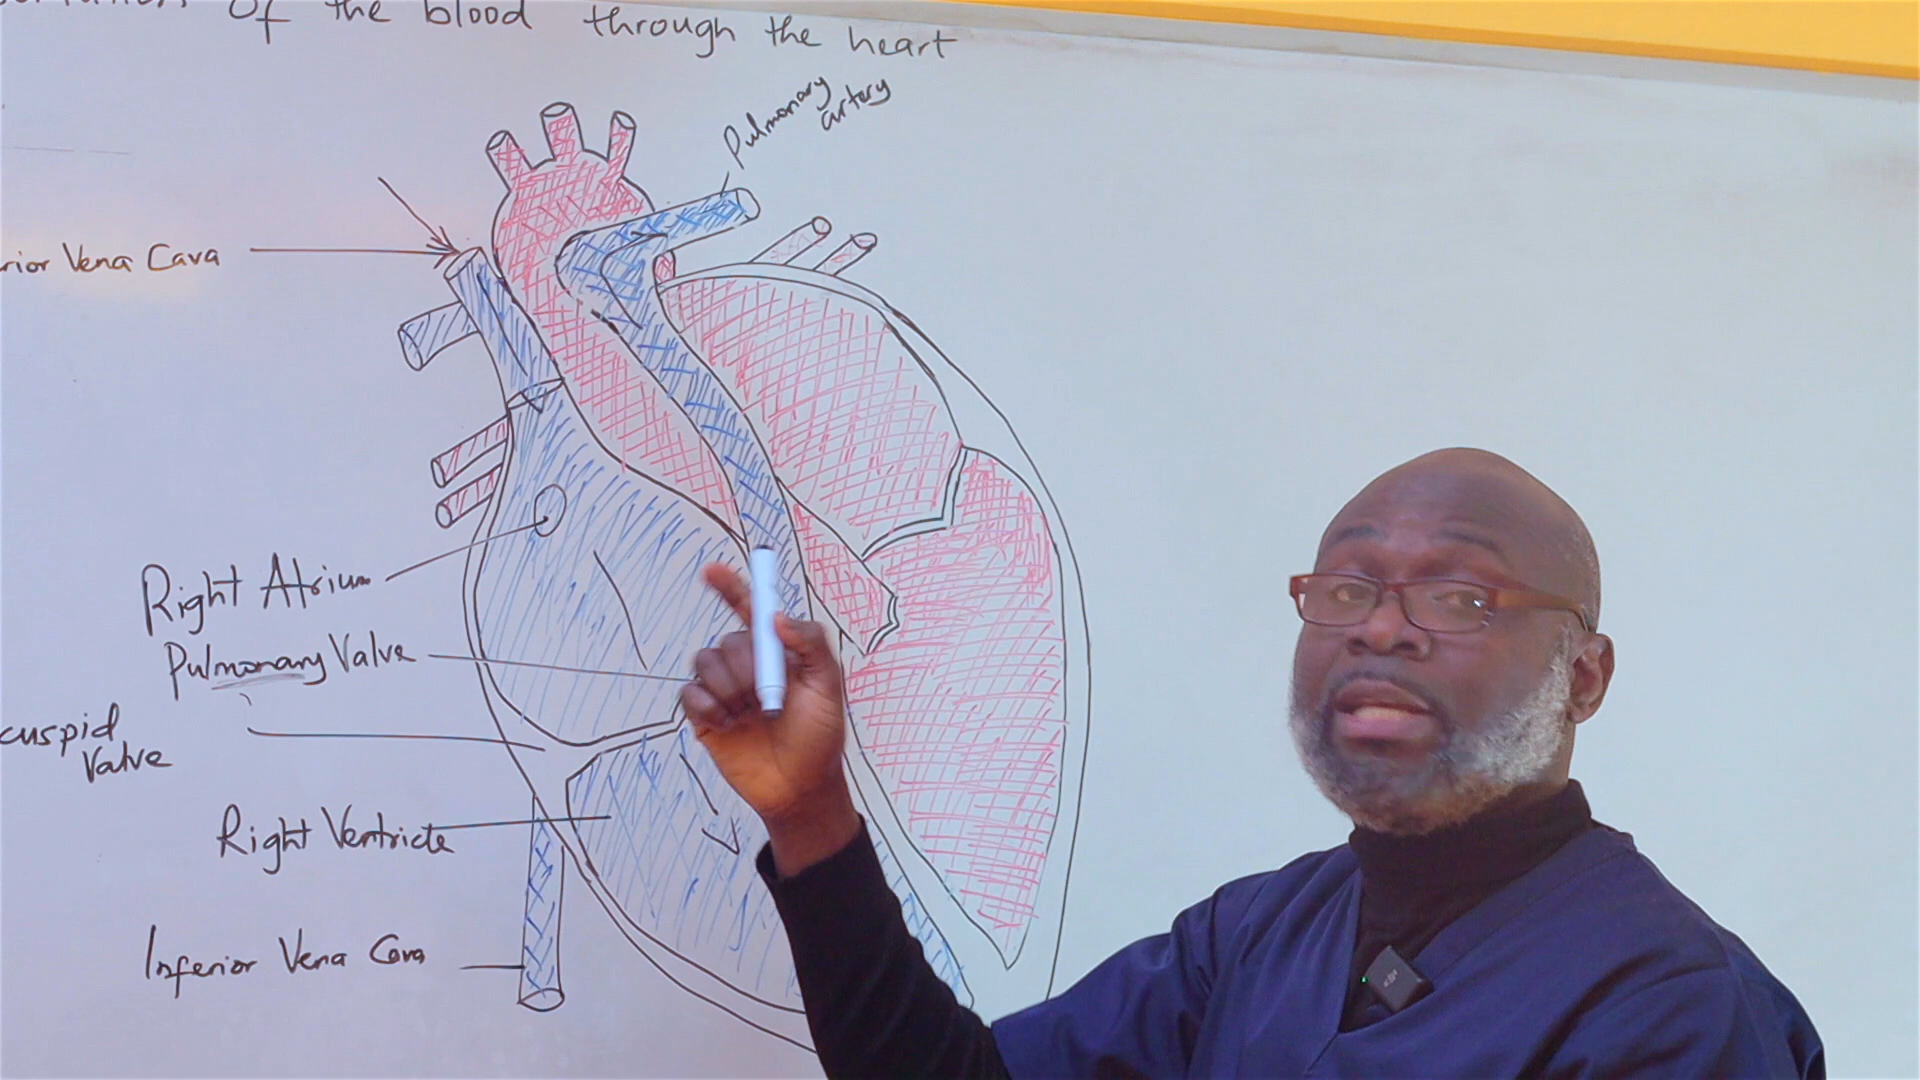 of the blood through the heart
Pulmonary
artery
rior Vena Cava
Right Atrium
Pulmonary Valve
cuspid
Valve
Right Ventricle
Inferior Vena Cava